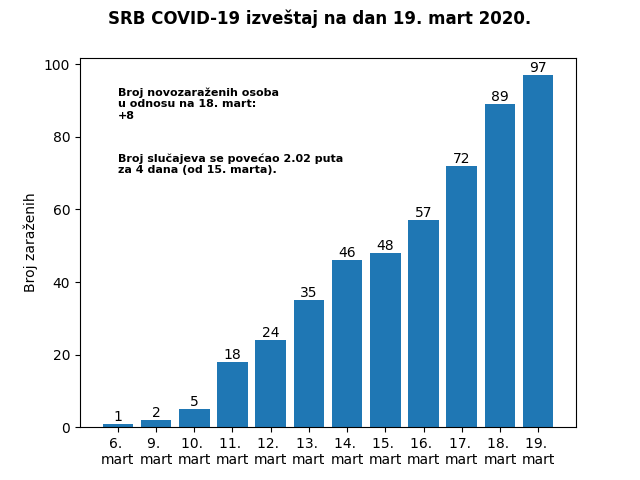 SRB COVID-19 izveštaj na dan 19. mart 2020.
Broj novozaraženih osoba
u odnosu na 18. mart:
+8
Broj slučajeva se povećao 2.02 puta
za 4 dana (od 15. marta).
Broj zaraženih
100
80
60
40
20
0
1 2 5 18 24 35 46 48 57 72 89 97
6. 9. 10. 11. 12. 13. 14. 15. 16. 17. 18. 19.
mart mart mart mart mart mart mart mart mart mart mart mart